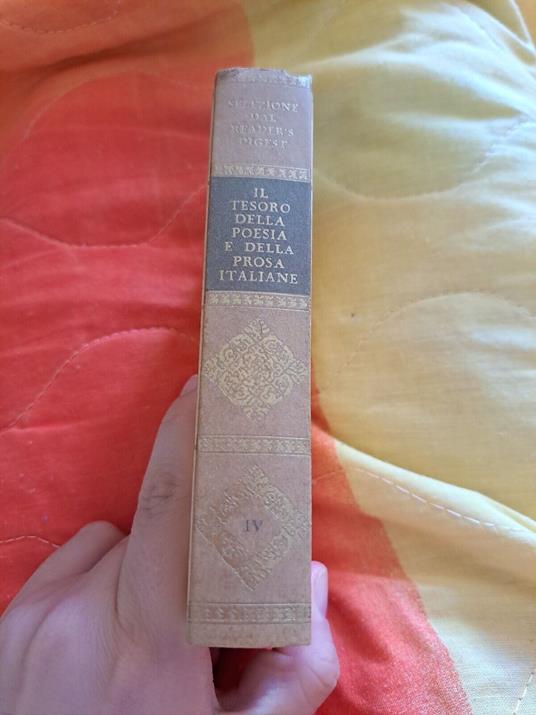 SELEZIONE
DAL
READER'S
DIGEST
IL
TESORO
DELLA
POESIA
E DELLA
PROSA
ITALIANE
IV